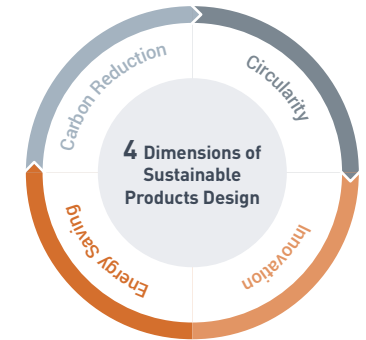 Carbon Reduction
Circularity
4 Dimensions of
Sustainable
Products Design
Energy Saving
Innovation